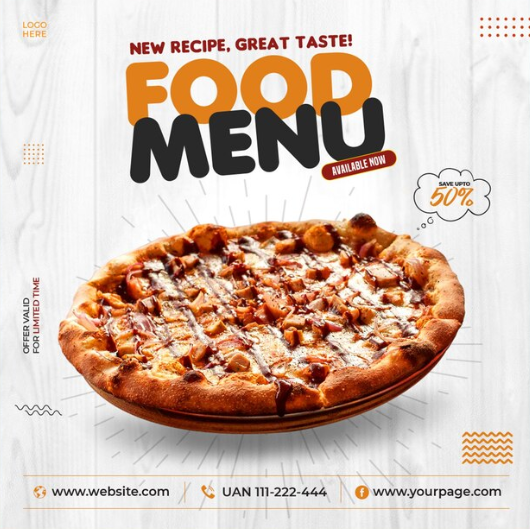 LOGO
HERE
NEW RECIPE, GREAT TASTE!
FOOD
MENU
AVAILABLE NOW
SAVE UPTO
50%
OFFER VALID
FOR LIMITED TIME
www.website.com
UAN 111-222-444
www.yourpage.com